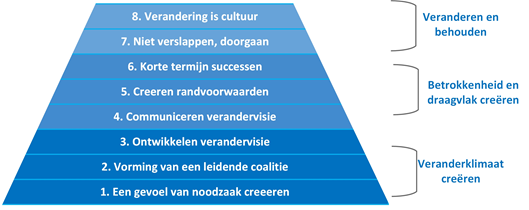 8. Verandering is cultuur
7. Niet verslappen, doorgaan
6. Korte termijn successen
5. Creeren randvoorwaarden
4. Communiceren verandervisie
3. Ontwikkelen verandervisie
2. Vorming van een leidende coalitie
1. Een gevoel van noodzaak creeeren
Veranderen en
behouden
Betrokkenheid en
draagvlak creëren
Veranderklimaat
creëren